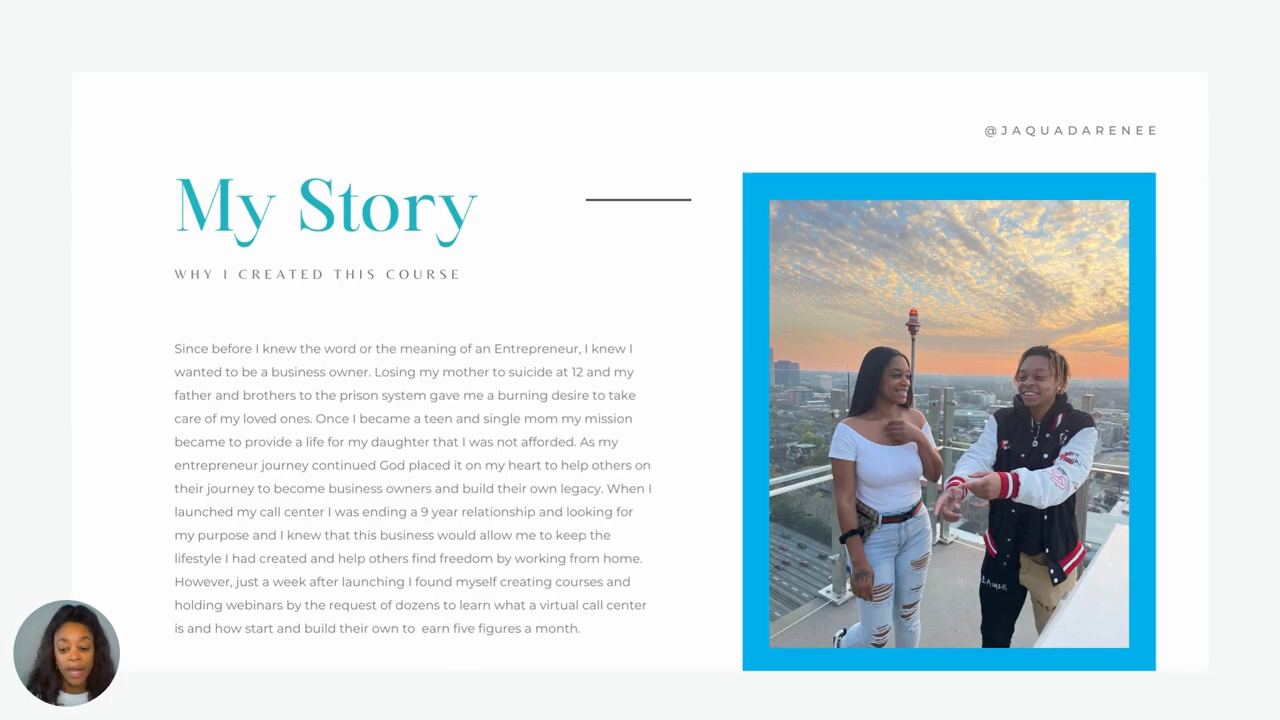 @JAQUADARENEE
My Story
WHY I CREATED THIS COURSE
Since before I knew the word or the meaning of an Entrepreneur, I knew I
wanted to be a business owner. Losing my mother to suicide at 12 and my
father and brothers to the prison system gave me a burning desire to take
care of my loved ones. Once I became a teen and single mom my mission
became to provide a life for my daughter that I was not afforded. As my
entrepreneur journey continued God placed it on my heart to help others on
their journey to become business owners and build their own legacy. When I
launched my call center I was ending a 9 year relationship and looking for
my purpose and I knew that this business would allow me to keep the
lifestyle I had created and help others find freedom by working from home.
However, just a week after launching I found myself creating courses and
holding webinars by the request of dozens to learn what a virtual call center
is and how start and build their own to  earn five figures a month.